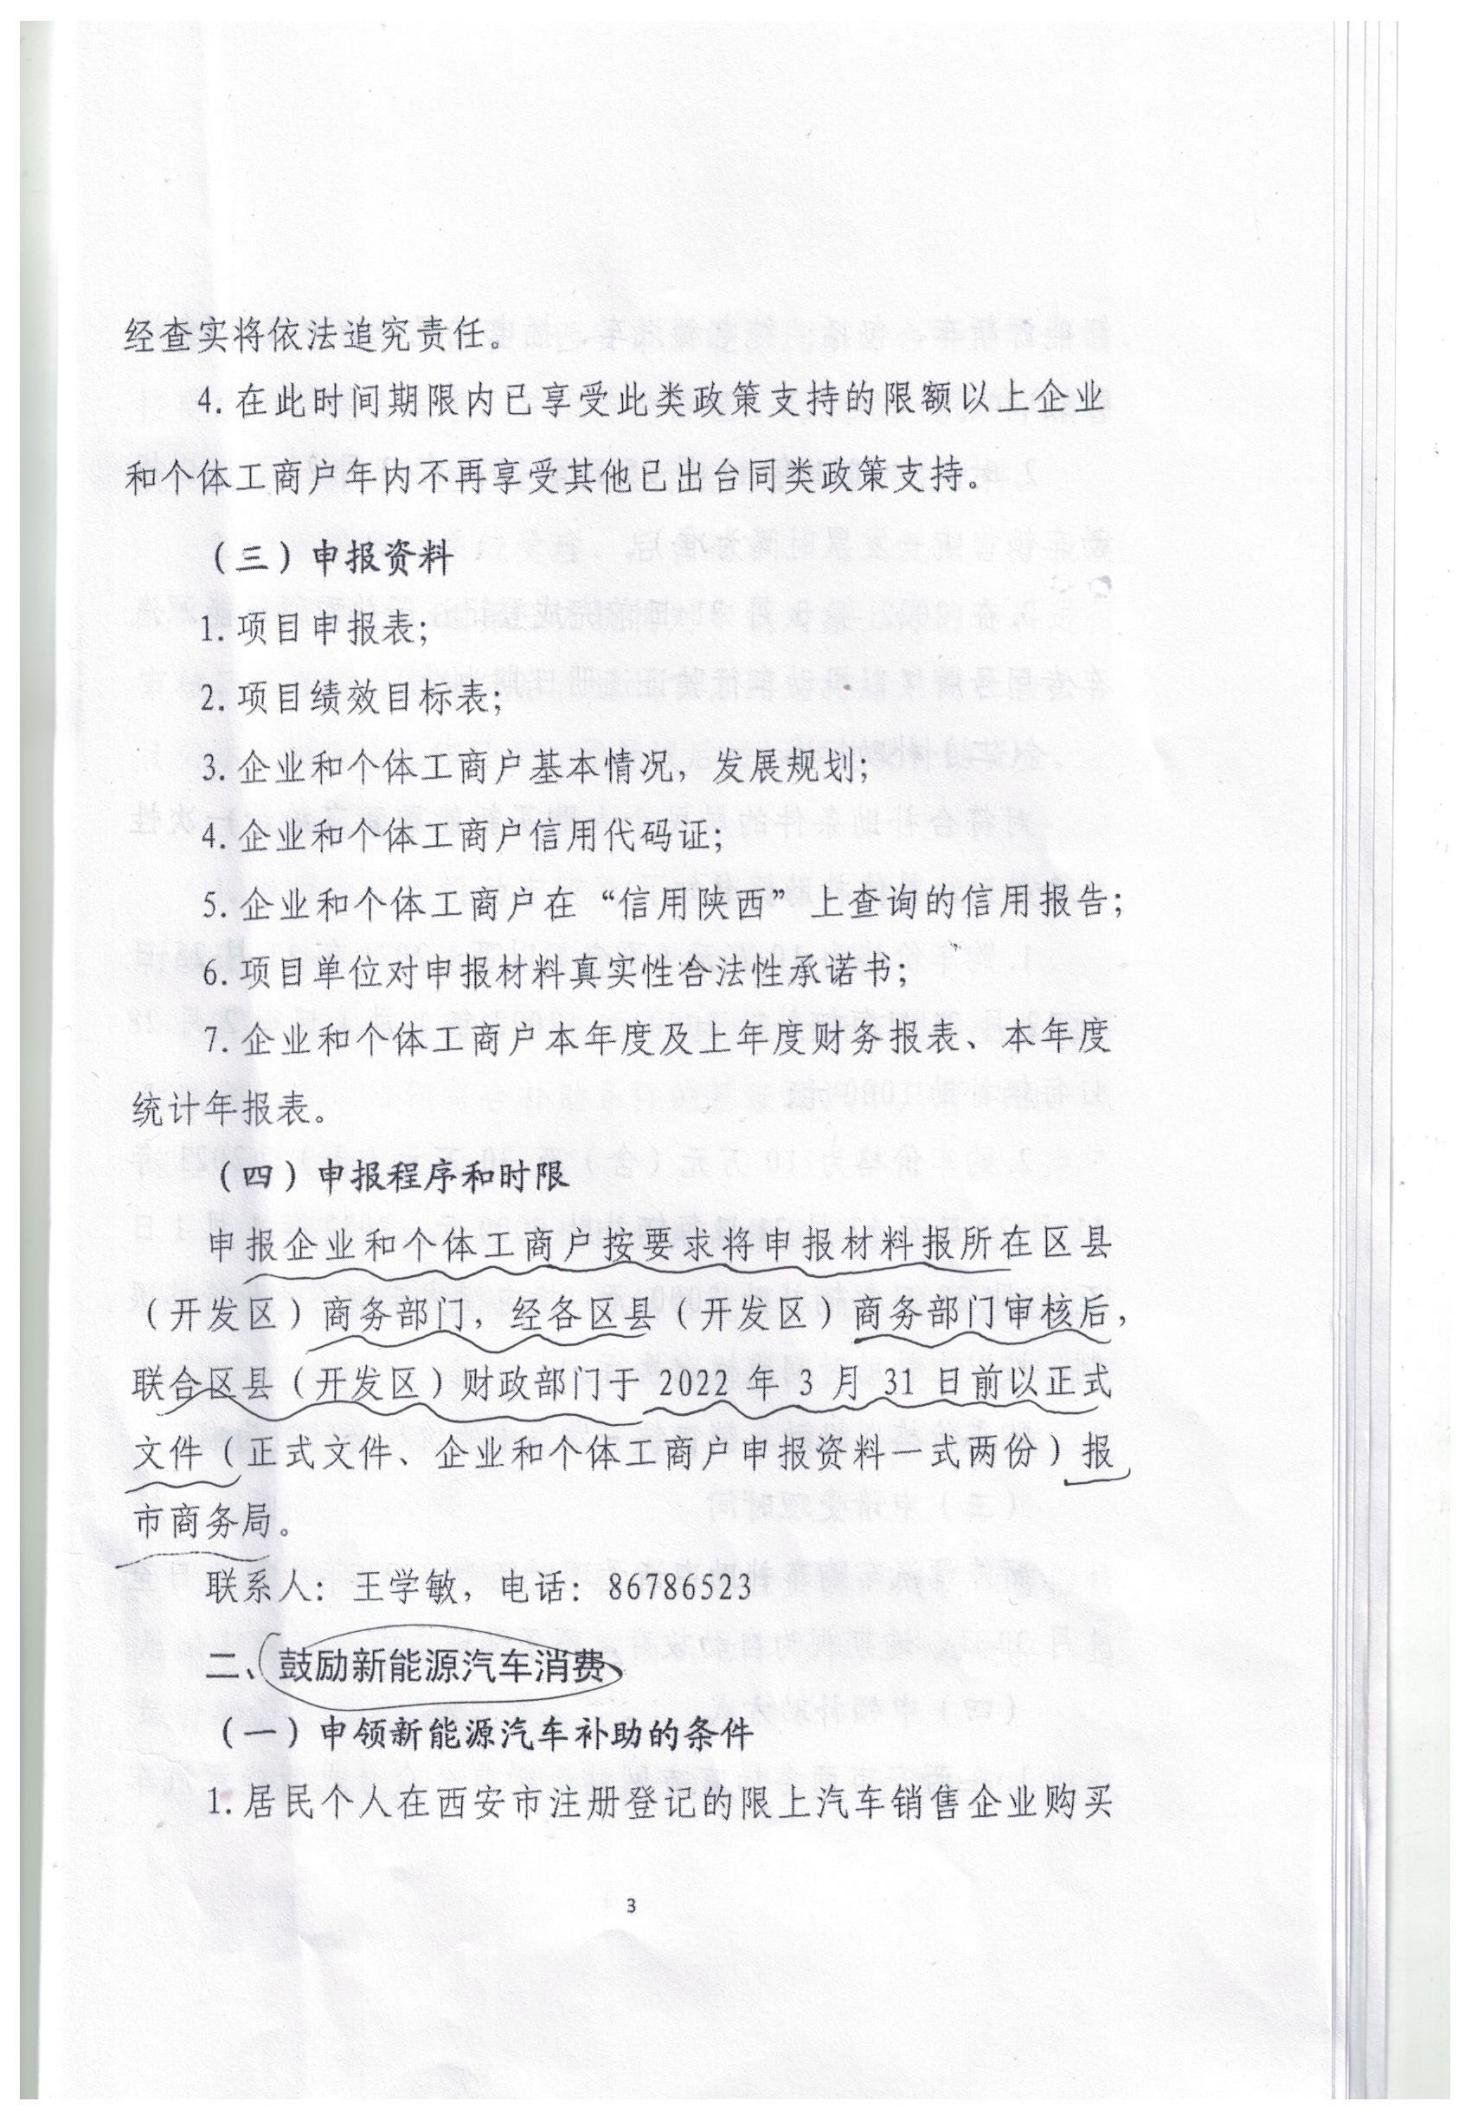 经查实将依法追究责任。
4.在此时间期限内已享受此类政策支持的限额以上企业
和个体工商户年内不再享受其他已出台同类政策支持。
（三）申报资料
1.项目申报表；
2.项目绩效目标表；
3.企业和个体工商户基本情况，发展规划；
4.企业和个体工商户信用代码证；
5.企业和个体工商户在“信用陕西”上查询的信用报告；
6.项目单位对申报材料真实性合法性承诺书；
7.企业和个体工商户本年度及上年度财务报表、本年度
统计年报表。
（四）申报程序和时限
申报企业和个体工商户按要求将申报材料报所在区县
（开发区）商务部门，经各区县（开发区）商务部门审核后，
联合区县（开发区）财政部门于 2022 年 3 月 31 日前以正式
文件（正式文件、企业和个体工商户申报资料一式两份）报
市商务局。
联系人：王学敏，电话：86786523
二、鼓励新能源汽车消费
（一）申领新能源汽车补助的条件
1.居民个人在西安市注册登记的限上汽车销售企业购买
3